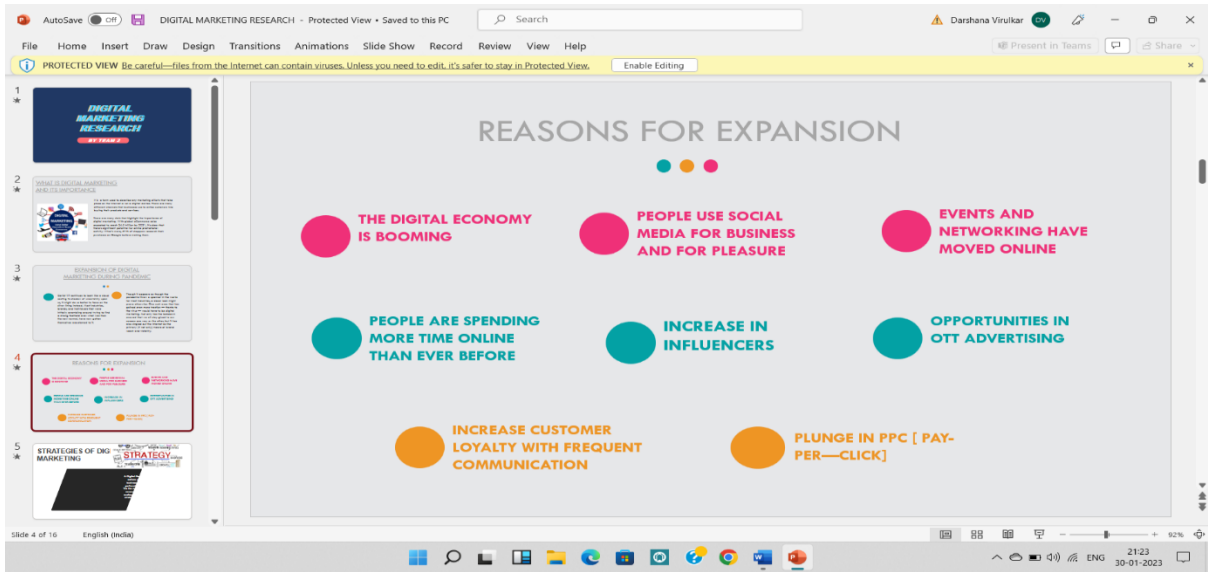 AutoSave Off DIGITAL MARKETING RESEARCH - Protected View • Saved to this PC Search Darshana Virulkar DV
File Home Insert Draw Design Transitions Animations Slide Show Record Review View Help Present in Teams Share
PROTECTED VIEW Be careful—files from the Internet can contain viruses. Unless you need to edit, it's safer to stay in Protected View. Enable Editing
1
DIGITAL
MARKETING
RESEARCH
BY TEAM 2
2
WHAT IS DIGITAL MARKETING
AND ITS IMPORTANCE
3
EXPANSION OF DIGITAL
MARKETING DURING PANDEMIC
4
REASONS FOR EXPANSION
5
STRATEGIES OF DIG
MARKETING
STRATEGY
REASONS FOR EXPANSION
THE DIGITAL ECONOMY
IS BOOMING
PEOPLE USE SOCIAL
MEDIA FOR BUSINESS
AND FOR PLEASURE
EVENTS AND
NETWORKING HAVE
MOVED ONLINE
PEOPLE ARE SPENDING
MORE TIME ONLINE
THAN EVER BEFORE
INCREASE IN
INFLUENCERS
OPPORTUNITIES IN
OTT ADVERTISING
INCREASE CUSTOMER
LOYALTY WITH FREQUENT
COMMUNICATION
PLUNGE IN PPC [ PAY-
PER—CLICK]
Slide 4 of 16 English (India) 92%
ENG 21:23
30-01-2023